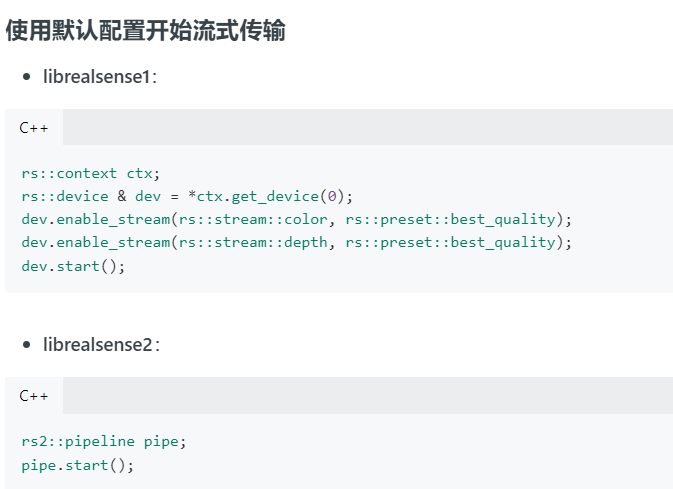 使用默认配置开始流式传输
librealsense1：
C++
rs::context ctx;
rs::device & dev = *ctx.get_device(0);
dev.enable_stream(rs::stream::color, rs::preset::best_quality);
dev.enable_stream(rs::stream::depth, rs::preset::best_quality);
dev.start();
librealsense2：
C++
rs2::pipeline pipe;
pipe.start();